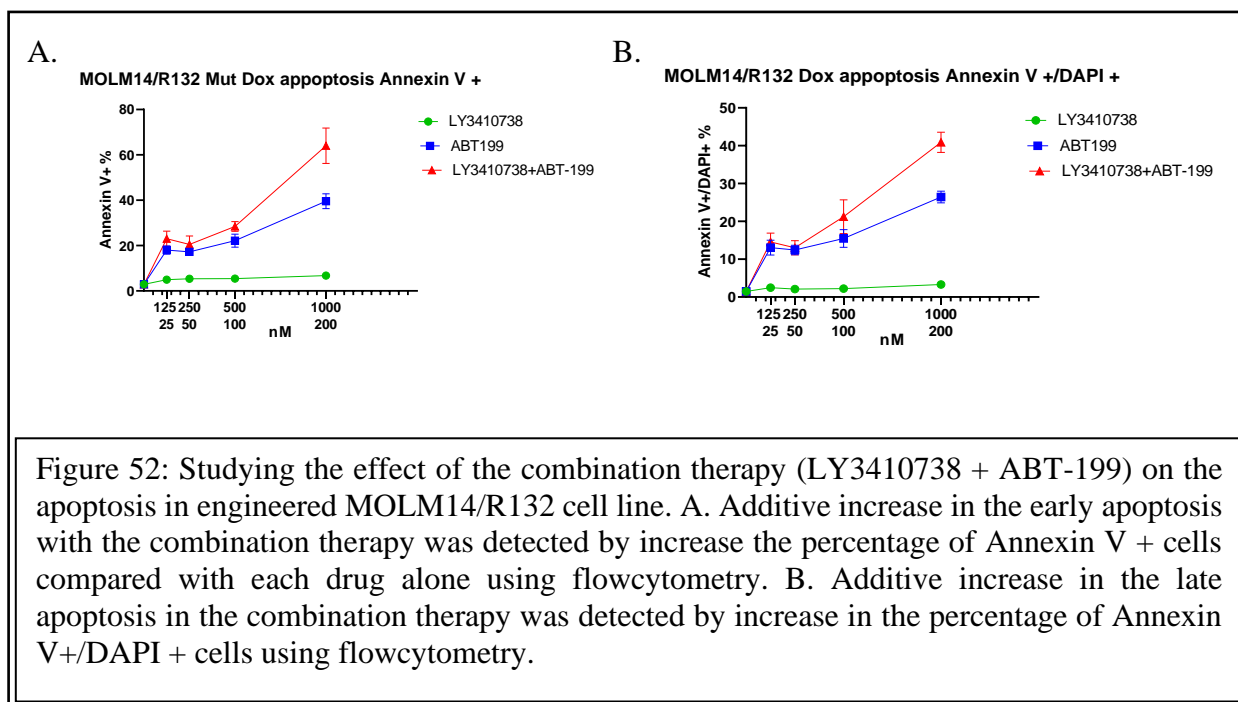 A.
MOLM14/R132 Mut Dox appoptosis Annexin V +
Annexin V+ %
80
60
40
20
0
125 250 500 1000
25 50 100 200
nM
LY3410738
ABT199
LY3410738+ABT-199
B.
MOLM14/R132 Dox appoptosis Annexin V +/DAPI +
Annexin V+/DAPI+ %
50
40
30
20
10
0
125 250 500 1000
25 50 100 200
nM
LY3410738
ABT199
LY3410738+ABT-199
Figure 52: Studying the effect of the combination therapy (LY3410738 + ABT-199) on the
apoptosis in engineered MOLM14/R132 cell line. A. Additive increase in the early apoptosis
with the combination therapy was detected by increase the percentage of Annexin V + cells
compared with each drug alone using flowcytometry. B. Additive increase in the late
apoptosis in the combination therapy was detected by increase in the percentage of Annexin
V+/DAPI + cells using flowcytometry.